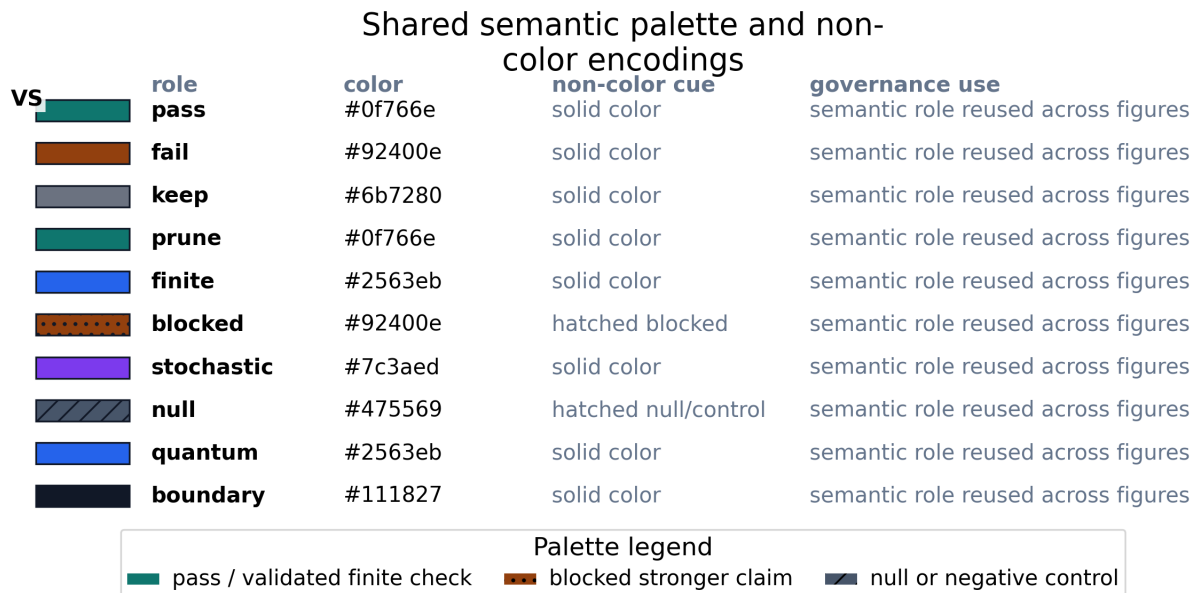 Shared semantic palette and non-
color encodings
role color non-color cue governance use
VS
pass #0f766e solid color semantic role reused across figures
fail #92400e solid color semantic role reused across figures
keep #6b7280 solid color semantic role reused across figures
prune #0f766e solid color semantic role reused across figures
finite #2563eb solid color semantic role reused across figures
blocked #92400e hatched blocked semantic role reused across figures
stochastic #7c3aed solid color semantic role reused across figures
null #475569 hatched null/control semantic role reused across figures
quantum #2563eb solid color semantic role reused across figures
boundary #111827 solid color semantic role reused across figures
Palette legend
pass / validated finite check blocked stronger claim null or negative control